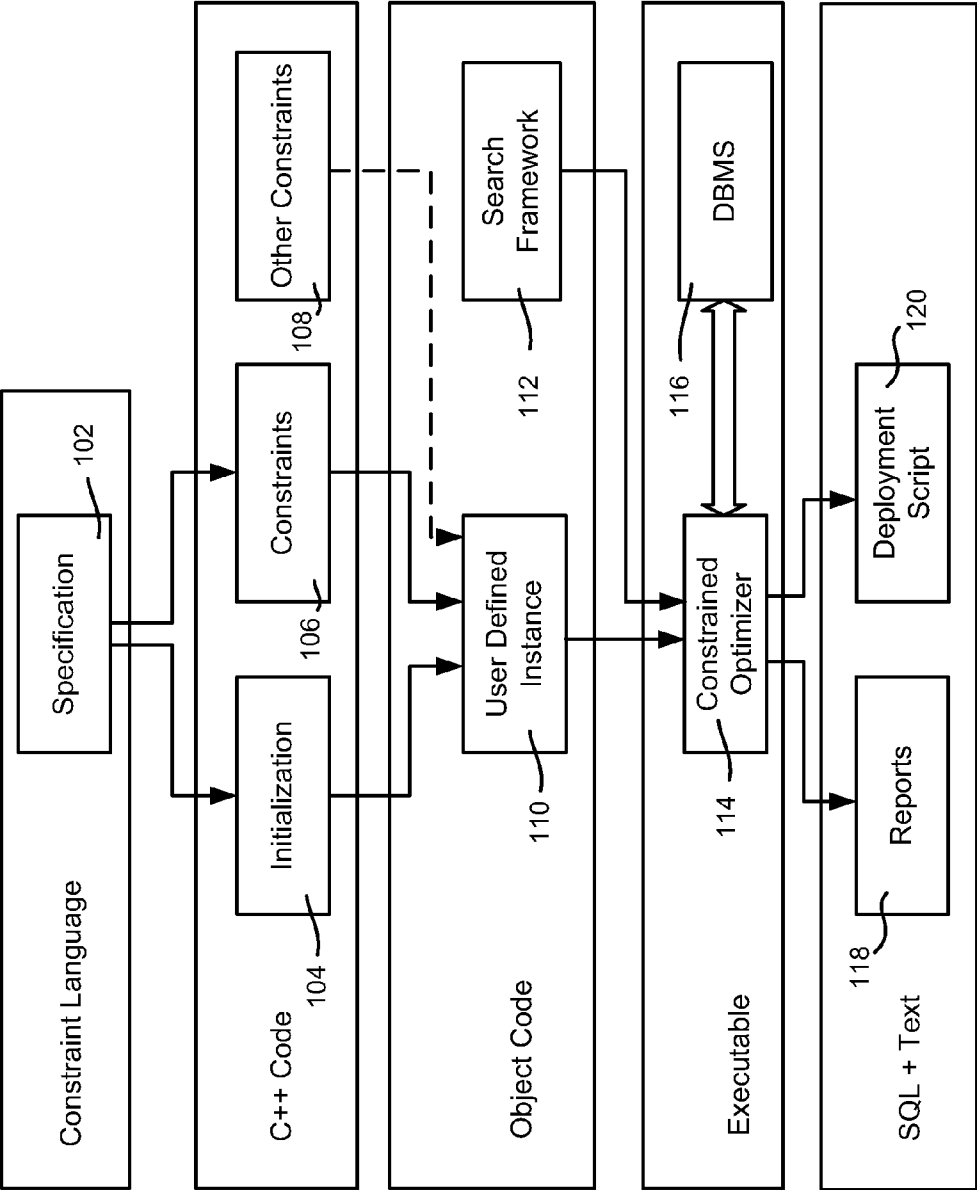 Constraint Language
Specification
102
C++ Code
Initialization
104
Constraints
106
Other Constraints
108
Object Code
User Defined
Instance
110
Search
Framework
112
Executable
Constrained
Optimizer
114
DBMS
116
SQL + Text
Reports
118
Deployment
Script
120